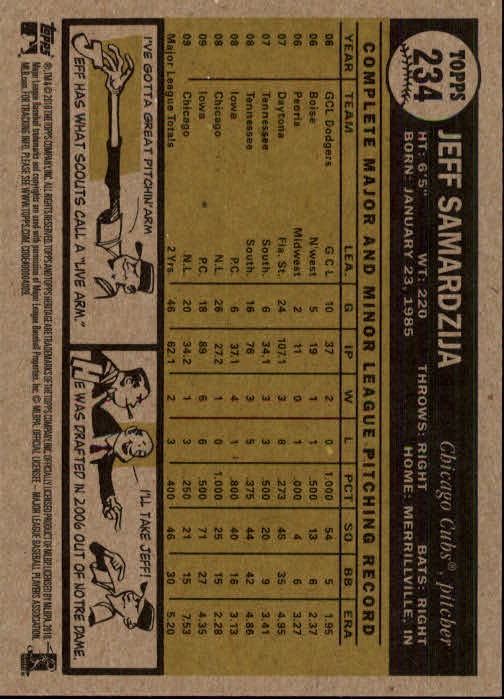 TOPPS
234
JEFF SAMARDZIJA Chicago Cubs® pitcher
HT: 6'5" WT: 220 THROWS: RIGHT BATS: RIGHT
BORN: JANUARY 23, 1985 HOME: MERRILLVILLE, IN
COMPLETE MAJOR AND MINOR LEAGUE PITCHING RECORD
YEAR TEAM LEA. G IP W L PCT SO BB ERA
06 GCL Dodgers G C L 10 37 2 0 1.000 54 5 1.95
06 Boise N'west 5 19 1 1 .500 13 6 2.37
06 Peoria Midwest 2 11 0 1 .000 4 6 3.27
07 Daytona Fla. St. 24 107.1 3 8 .273 45 35 4.95
07 Tennessee South. 6 34.1 3 3 .500 20 9 3.41
08 Tennessee South. 16 76 3 5 .375 44 42 4.86
08 Iowa P.C. 6 37.1 4 1 .800 40 16 3.13
08 Chicago N.L. 26 27.2 1 0 1.000 25 15 2.28
09 Iowa P.C. 18 89 6 6 .500 71 27 4.35
09 Chicago N.L. 20 34.2 1 3 .250 21 15 7.53
Major League Totals 2 Yrs. 46 62.1 2 3 .400 46 30 5.20
I'VE GOTTA GREAT PITCHIN' ARM
JEFF HAS WHAT SCOUTS CALL A "LIVE ARM."
I'LL TAKE JEFF!
HE WAS DRAFTED IN 2006 OUT OF NOTRE DAME.
TOPPS